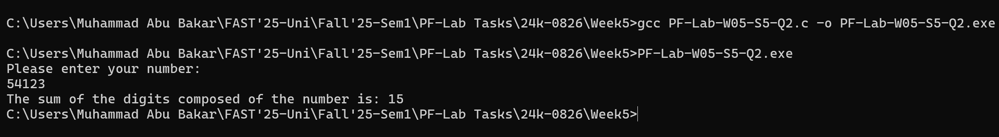 C:\Users\Muhammad Abu Bakar\FAST'25-Uni\Fall'25-Sem1\PF-Lab Tasks\24k-0826\Week5>gcc PF-Lab-W05-S5-Q2.c -o PF-Lab-W05-S5-Q2.exe
C:\Users\Muhammad Abu Bakar\FAST'25-Uni\Fall'25-Sem1\PF-Lab Tasks\24k-0826\Week5>PF-Lab-W05-S5-Q2.exe
Please enter your number:
54123
The sum of the digits composed of the number is: 15
C:\Users\Muhammad Abu Bakar\FAST'25-Uni\Fall'25-Sem1\PF-Lab Tasks\24k-0826\Week5>